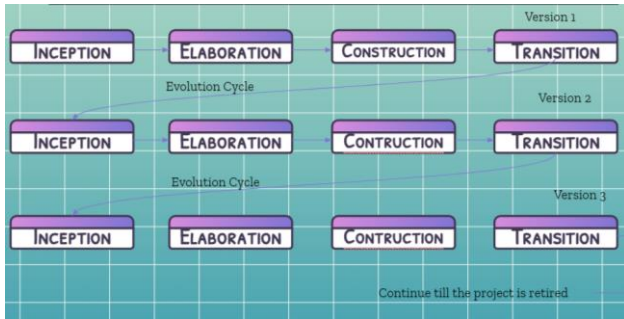 Version 1
INCEPTION ELABORATION CONSTRUCTION TRANSITION
Evolution Cycle
Version 2
INCEPTION ELABORATION CONTRUCTION TRANSITION
Evolution Cycle
Version 3
INCEPTION ELABORATION CONTRUCTION TRANSITION
Continue till the project is retired